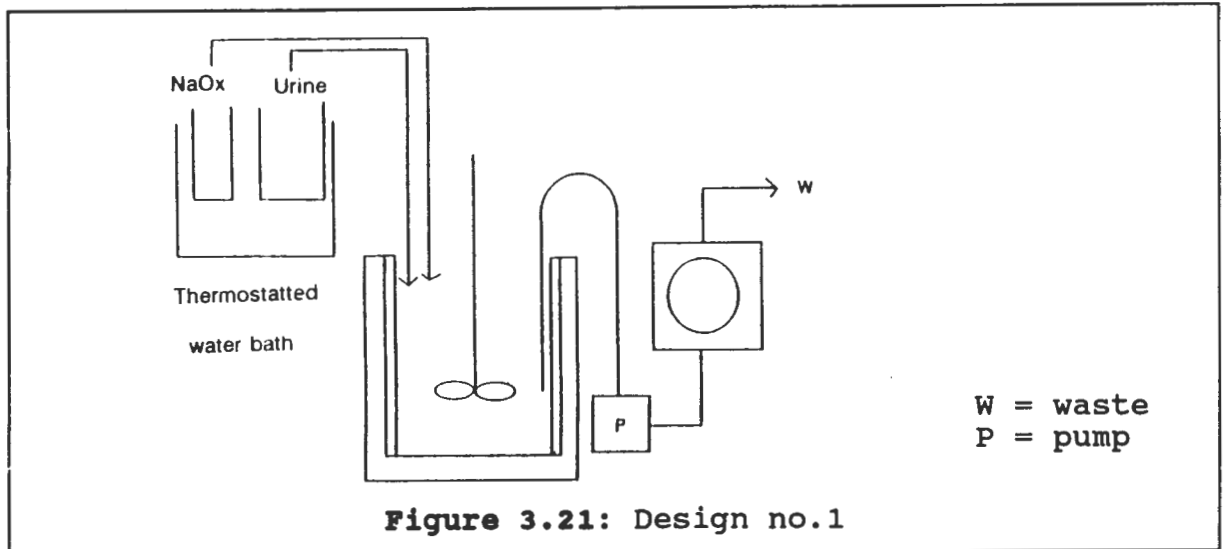 NaOx Urine
Thermostatted
water bath
W
P
W = waste
P = pump
Figure 3.21: Design no.1